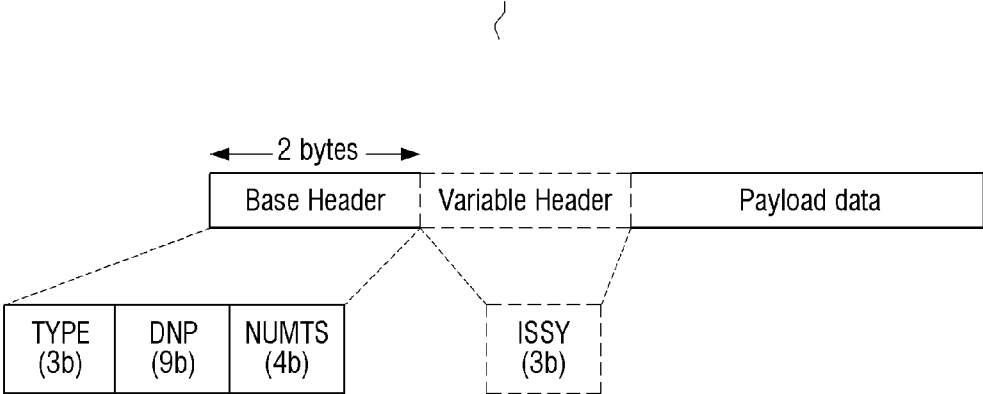 2 bytes
Base Header Variable Header Payload data
TYPE DNP NUMTS ISSY
(3b) (9b) (4b) (3b)